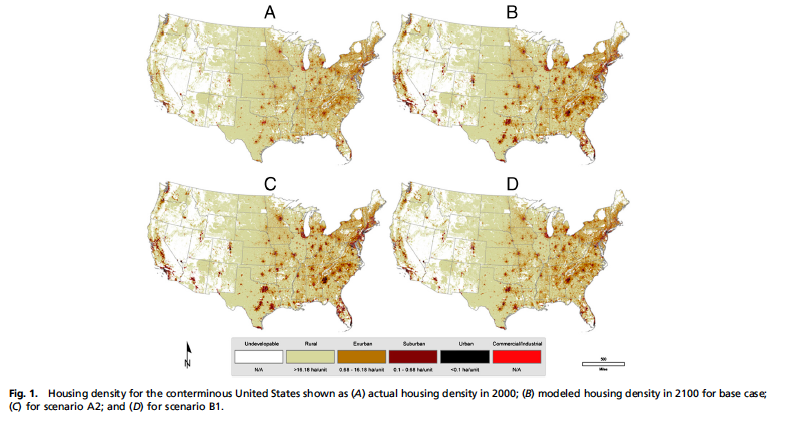 A
B
C
D
Undevelopable Rural Exurban Suburban Urban Commercial/Industrial
N/A >16.18 ha/unit 0.68 - 16.18 ha/unit 0.1 - 0.68 ha/unit <0.1 ha/unit N/A
N
500
Miles
Fig. 1. Housing density for the conterminous United States shown as (A) actual housing density in 2000; (B) modeled housing density in 2100 for base case;
(C) for scenario A2; and (D) for scenario B1.